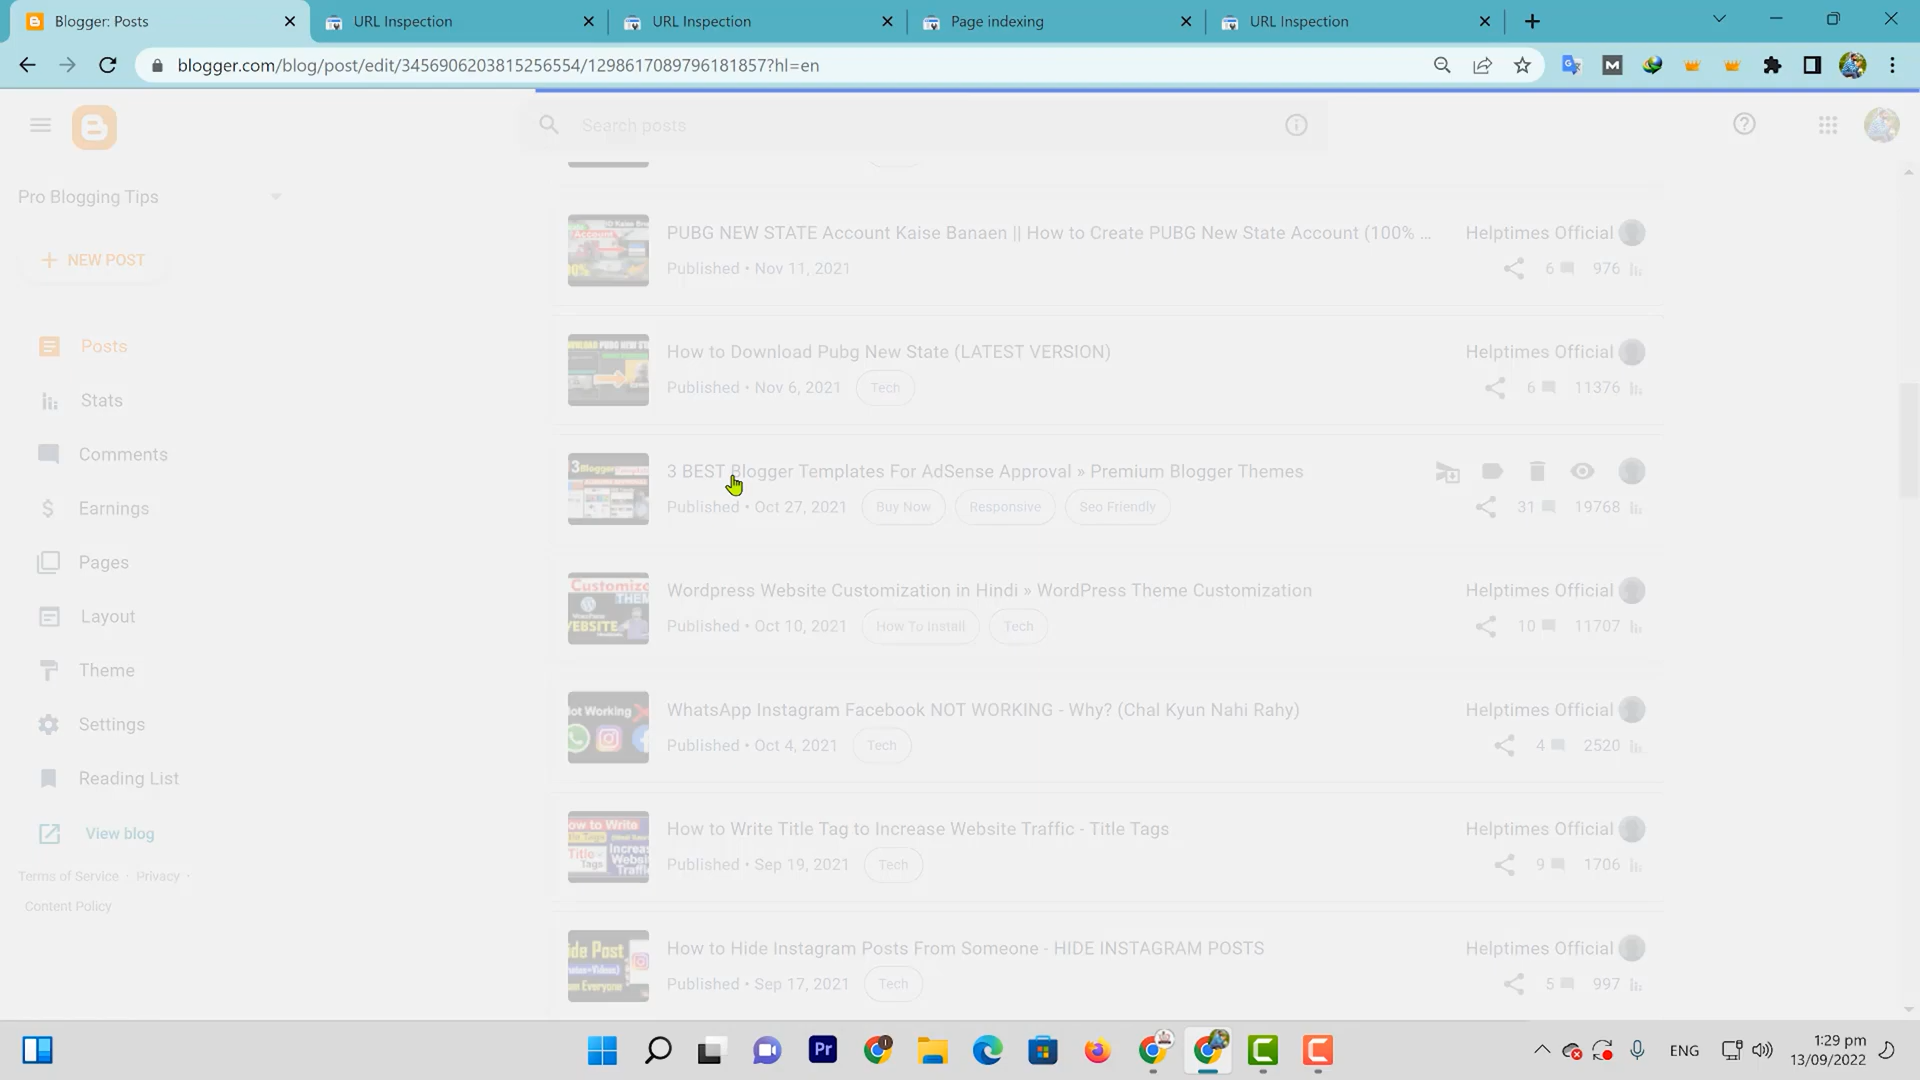 Blogger: Posts
URL Inspection
URL Inspection
Page indexing
URL Inspection
blogger.com/blog/post/edit/3456906203815256554/1298617089796181857?hl=en
Search posts
Pro Blogging Tips
NEW POST
Posts
Stats
Comments
Earnings
Pages
Layout
Theme
Settings
Reading List
View blog
Terms of Service · Privacy ·
Content Policy
PUBG NEW STATE Account Kaise Banaen || How to Create PUBG New State Account (100% ...
Helptimes Official
Published • Nov 11, 2021
6 976
How to Download Pubg New State (LATEST VERSION)
Helptimes Official
Published • Nov 6, 2021 Tech
6 11376
3 BEST Blogger Templates For AdSense Approval » Premium Blogger Themes
Published • Oct 27, 2021 Buy Now Responsive Seo Friendly
31 19768
Wordpress Website Customization in Hindi » WordPress Theme Customization
Helptimes Official
Published • Oct 10, 2021 How To Install Tech
10 11707
WhatsApp Instagram Facebook NOT WORKING - Why? (Chal Kyun Nahi Rahy)
Helptimes Official
Published • Oct 4, 2021 Tech
4 2520
How to Write Title Tag to Increase Website Traffic - Title Tags
Helptimes Official
Published • Sep 19, 2021 Tech
9 1706
How to Hide Instagram Posts From Someone - HIDE INSTAGRAM POSTS
Helptimes Official
Published • Sep 17, 2021 Tech
5 997
ENG
1:29 pm
13/09/2022